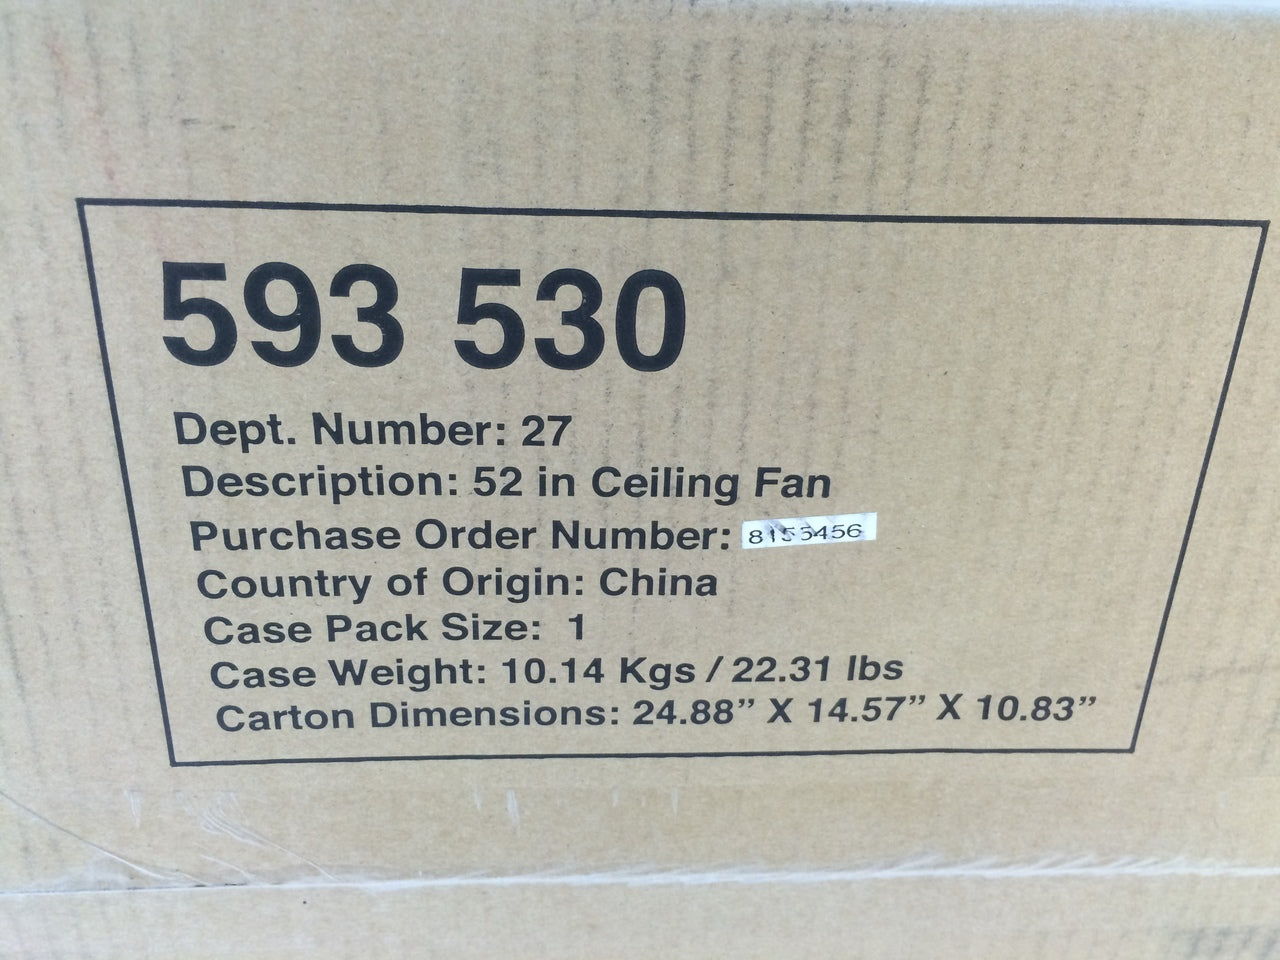 593 530
Dept. Number: 27
Description: 52 in Ceiling Fan
Purchase Order Number: 8155456
Country of Origin: China
Case Pack Size: 1
Case Weight: 10.14 Kgs / 22.31 lbs
Carton Dimensions: 24.88” X 14.57” X 10.83”